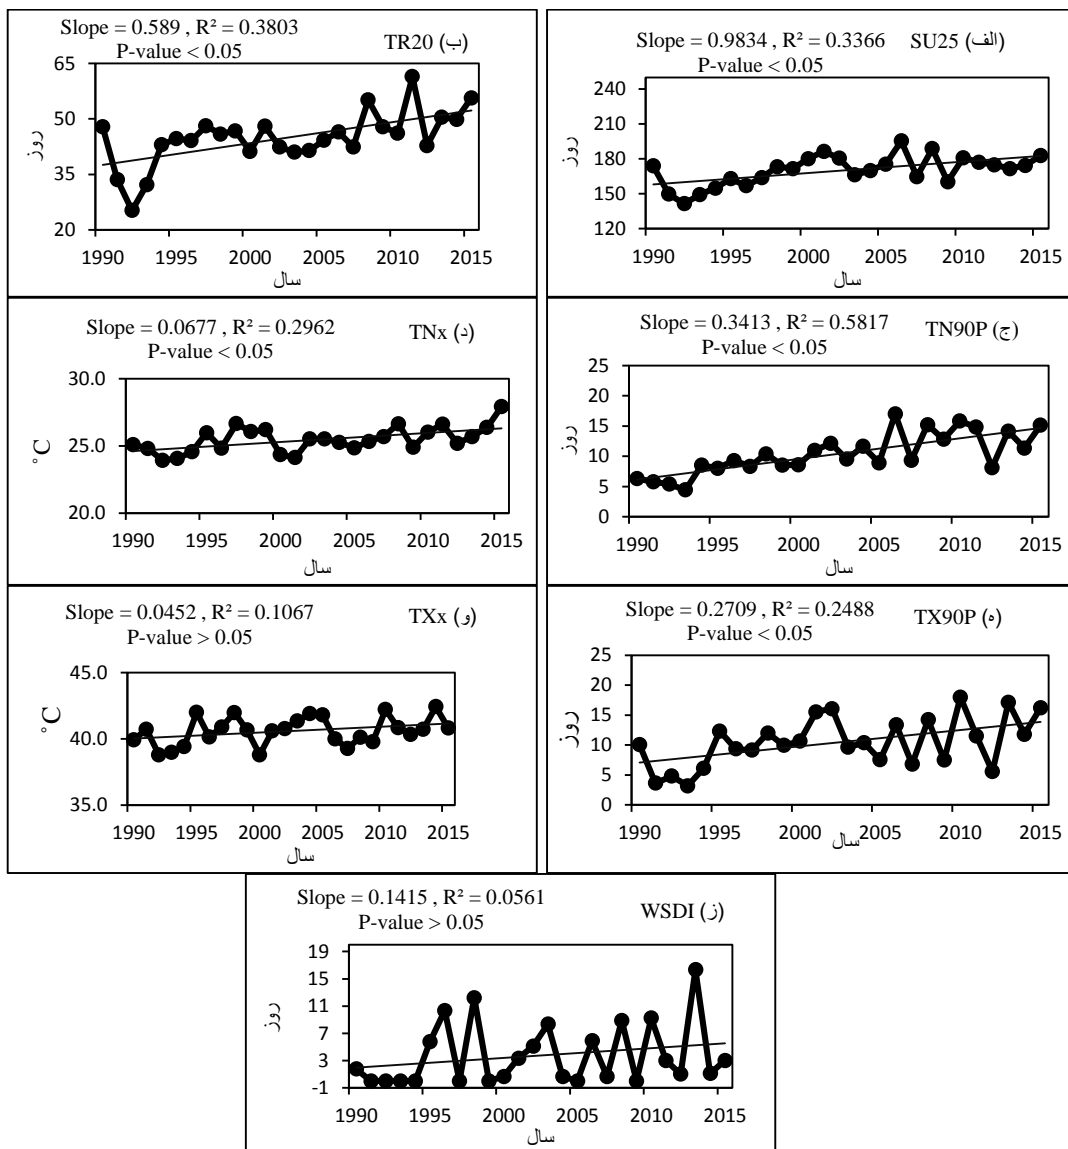 Slope = 0.589 , R² = 0.3803
P-value < 0.05
TR20 (ب)
65
50
35
20
روز
1990 1995 2000 2005 2010 2015
سال
Slope = 0.9834 , R² = 0.3366
P-value < 0.05
SU25 (الف)
240
210
180
150
120
روز
1990 1995 2000 2005 2010 2015
سال
Slope = 0.0677 , R² = 0.2962
P-value < 0.05
TNx (د)
30.0
25.0
20.0
°C
1990 1995 2000 2005 2010 2015
سال
Slope = 0.3413 , R² = 0.5817
P-value < 0.05
TN90P (ج)
25
20
15
10
5
0
روز
1990 1995 2000 2005 2010 2015
سال
Slope = 0.0452 , R² = 0.1067
P-value > 0.05
TXx (و)
45.0
40.0
35.0
°C
1990 1995 2000 2005 2010 2015
سال
Slope = 0.2709 , R² = 0.2488
P-value < 0.05
TX90P (ه)
25
20
15
10
5
0
روز
1990 1995 2000 2005 2010 2015
سال
Slope = 0.1415 , R² = 0.0561
P-value > 0.05
WSDI (ز)
19
15
11
7
3
-1
روز
1990 1995 2000 2005 2010 2015
سال